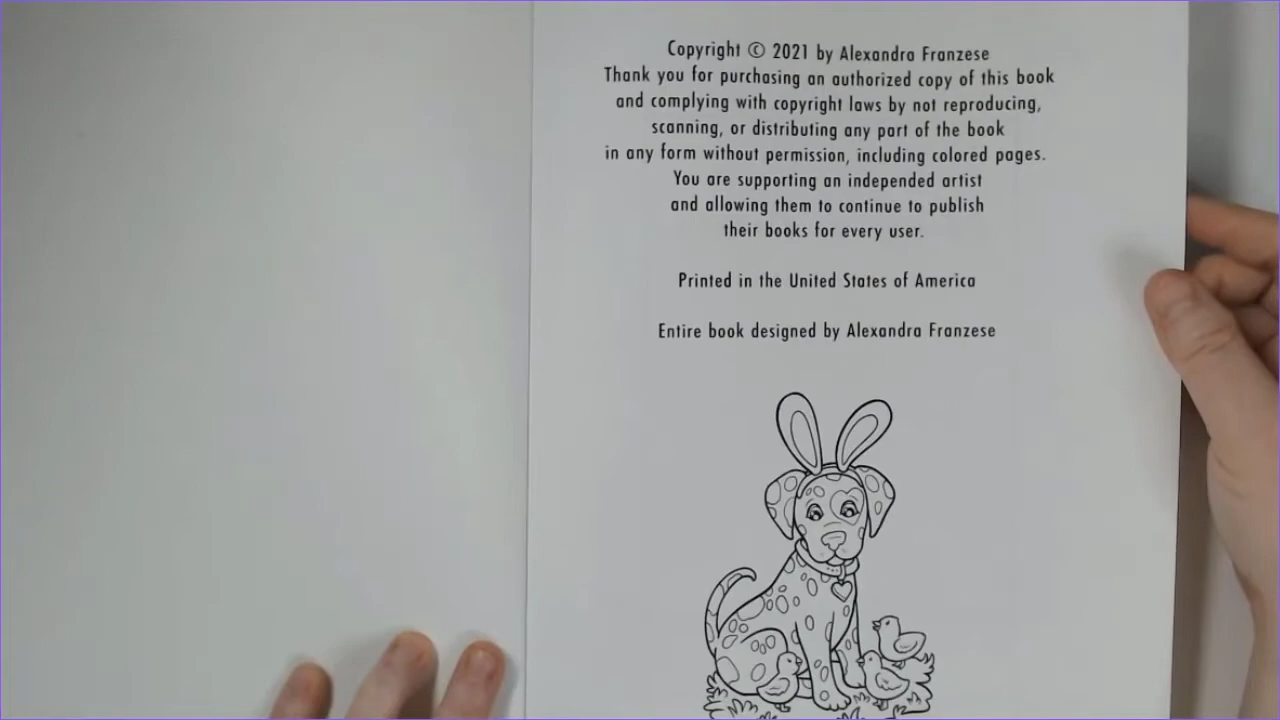 Copyright © 2021 by Alexandra Franzese
Thank you for purchasing an authorized copy of this book
and complying with copyright laws by not reproducing,
scanning, or distributing any part of the book
in any form without permission, including colored pages.
You are supporting an independed artist
and allowing them to continue to publish
their books for every user.
Printed in the United States of America
Entire book designed by Alexandra Franzese